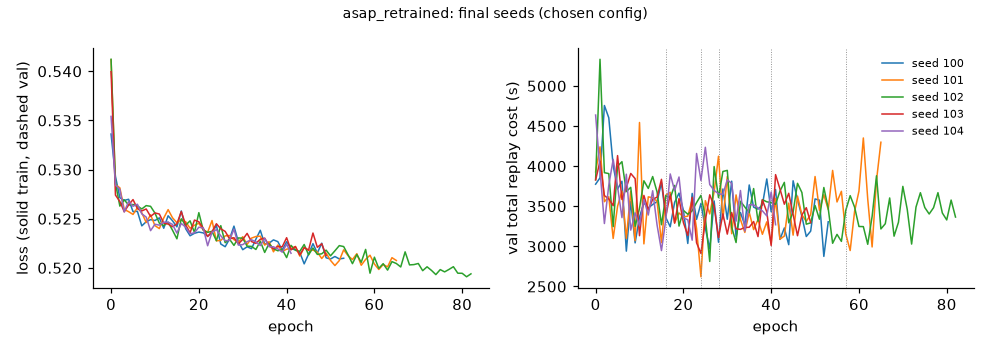 asap_retrained: final seeds (chosen config)
loss (solid train, dashed val)
0.540
0.535
0.530
0.525
0.520
0 20 40 60 80
epoch
val total replay cost (s)
5000
4500
4000
3500
3000
2500
0 20 40 60 80
epoch
seed 100
seed 101
seed 102
seed 103
seed 104